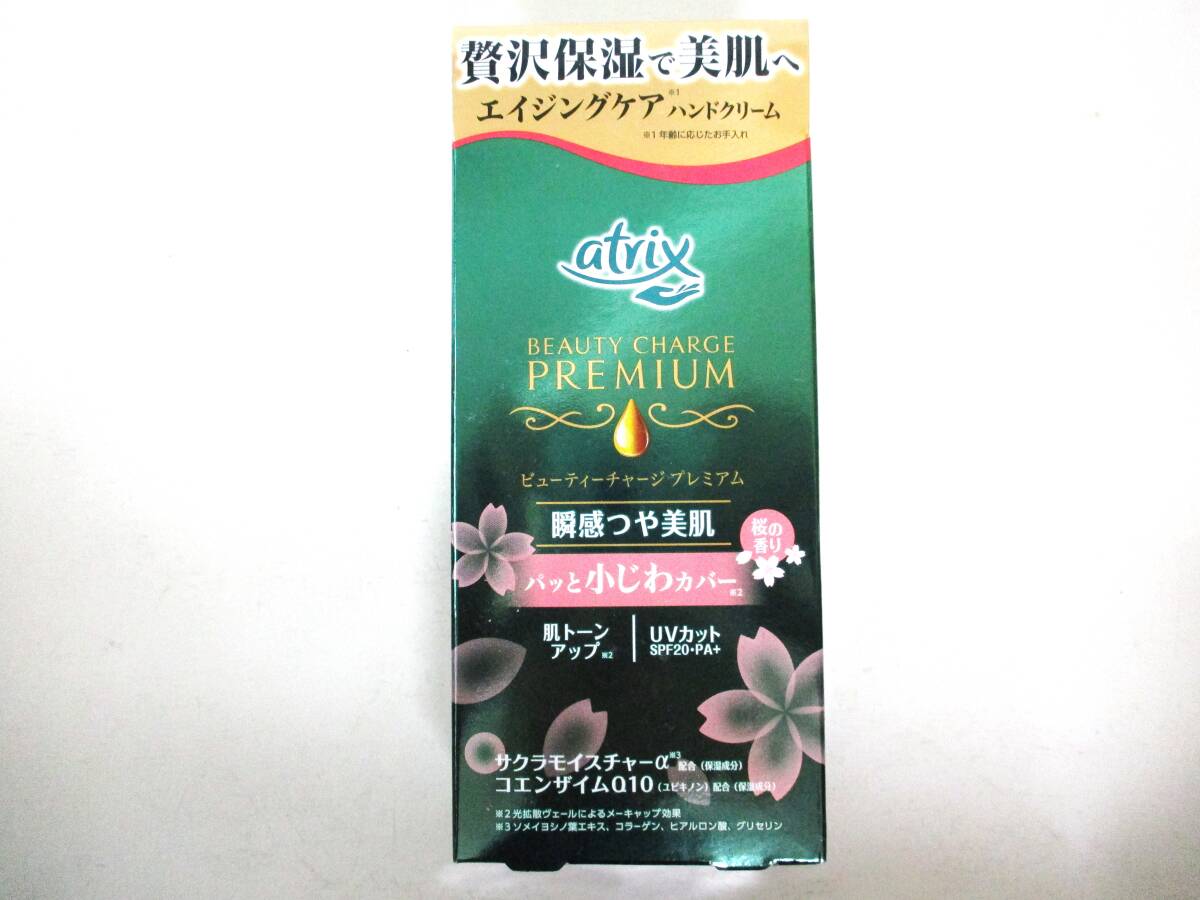 贅沢保湿で美肌へ
エイジングケア※1ハンドクリーム
※1 年齢に応じたお手入れ
atrix
BEAUTY CHARGE
PREMIUM
ビューティーチャージ プレミアム
瞬感つや美肌
桜の
香り
パッと小じわカバー※2
肌トーン
アップ※2
UVカット
SPF20・PA+
サクラモイスチャーα※3配合（保湿成分）
コエンザイムQ10（ユビキノン）配合（保湿成分）
※2 光拡散ヴェールによるメーキャップ効果
※3 ソメイヨシノ葉エキス、コラーゲン、ヒアルロン酸、グリセリン